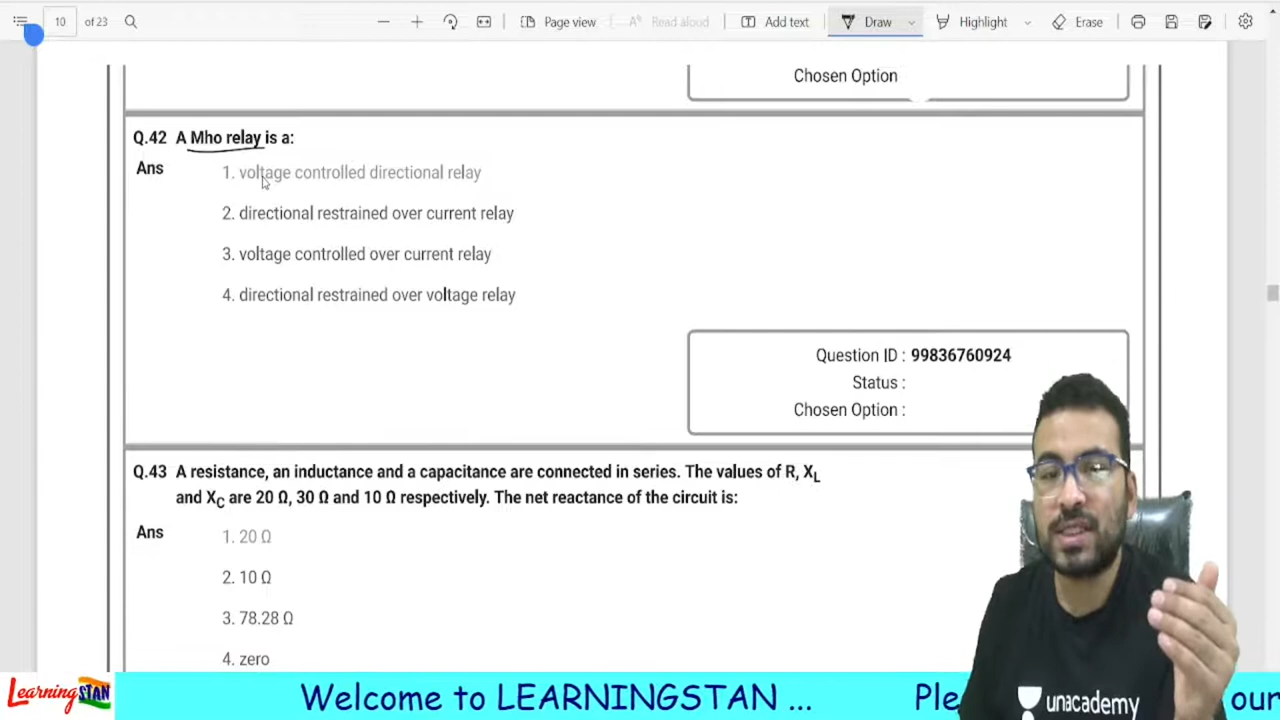 10 of 23 Page view Read aloud Add text Draw Highlight Erase
Chosen Option
Q.42 A Mho relay is a:
Ans 1. voltage controlled directional relay
2. directional restrained over current relay
3. voltage controlled over current relay
4. directional restrained over voltage relay
Question ID : 99836760924
Status :
Chosen Option :
Q.43 A resistance, an inductance and a capacitance are connected in series. The values of R, XL
and XC are 20 Ω, 30 Ω and 10 Ω respectively. The net reactance of the circuit is:
Ans 1. 20 Ω
2. 10 Ω
3. 78.28 Ω
4. zero
unacademy
Learning STAN Welcome to LEARNINGSTAN ... Ple our